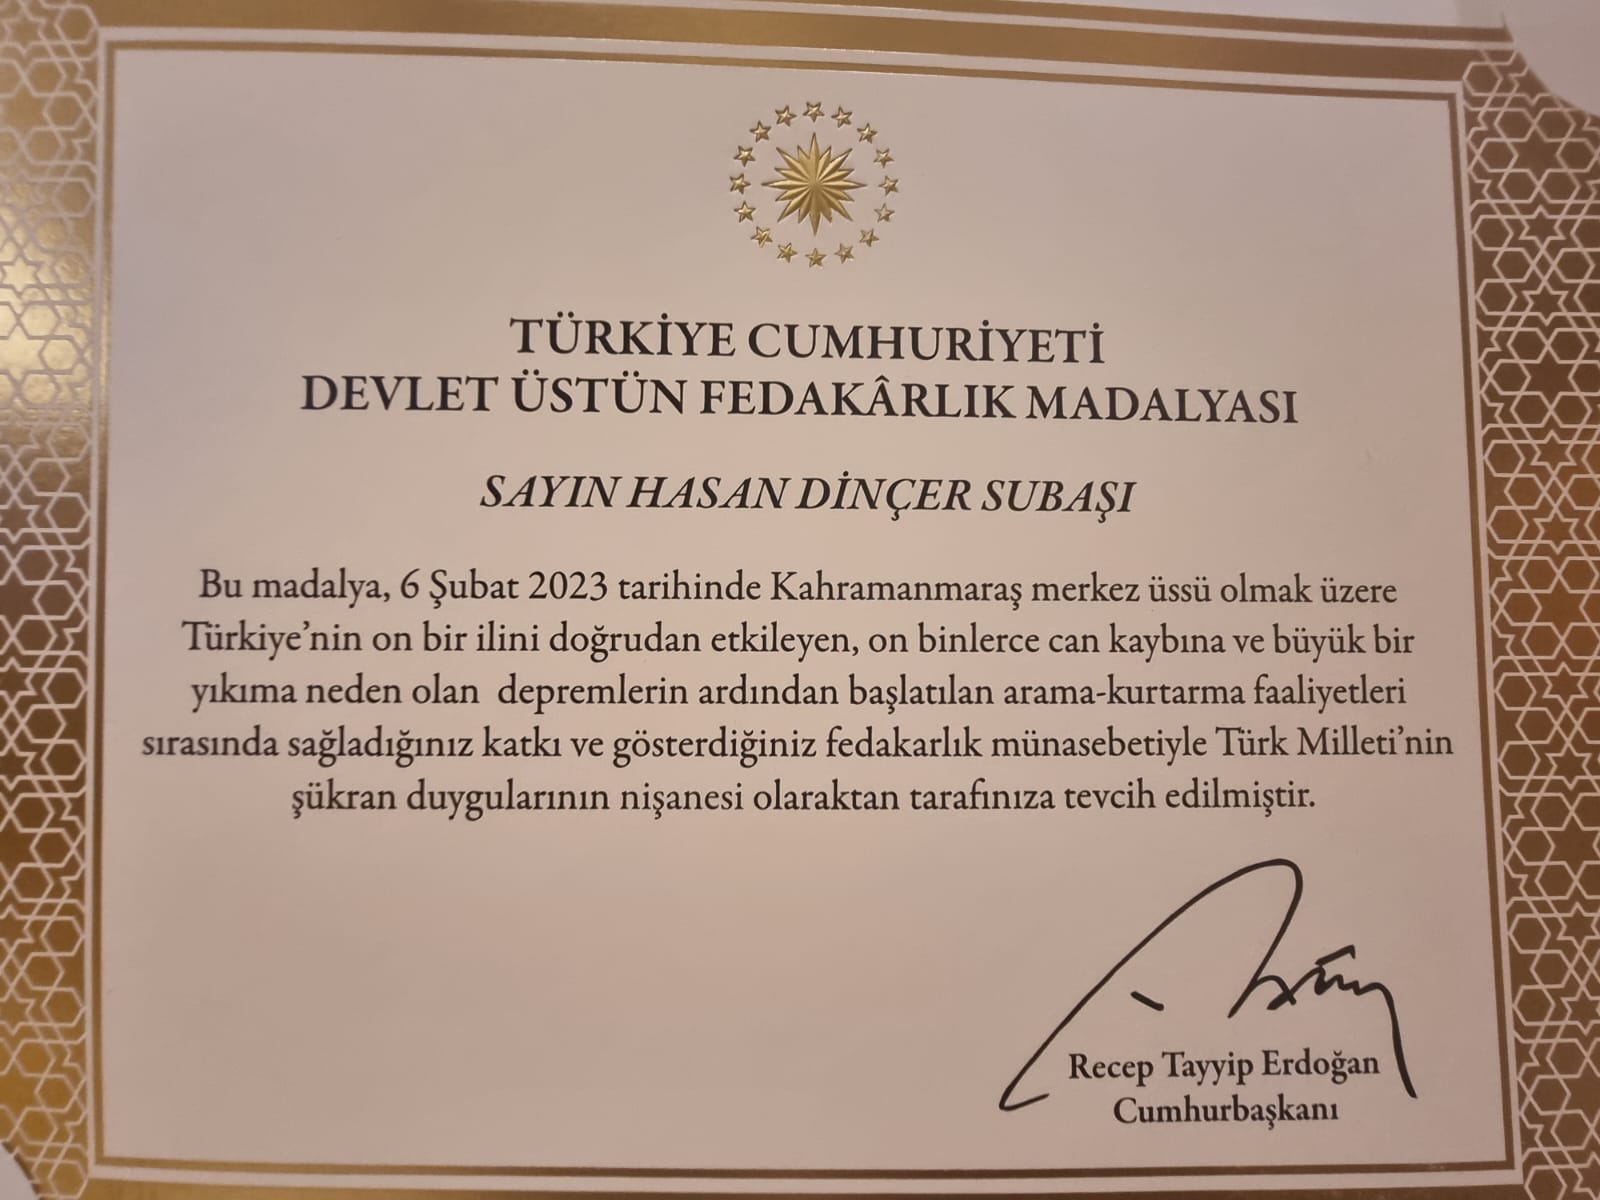 TÜRKİYE CUMHURİYETİ
DEVLET ÜSTÜN FEDAKÂRLIK MADALYASI
SAYIN HASAN DİNÇER SUBAŞI
Bu madalya, 6 Şubat 2023 tarihinde Kahramanmaraş merkez üssü olmak üzere
Türkiye’nin on bir ilini doğrudan etkileyen, on binlerce can kaybına ve büyük bir
yıkıma neden olan depremlerin ardından başlatılan arama-kurtarma faaliyetleri
sırasında sağladığınız katkı ve gösterdiğiniz fedakarlık münasebetiyle Türk Milleti’nin
şükran duygularının nişanesi olaraktan tarafınıza tevcih edilmiştir.
Recep Tayyip Erdoğan
Cumhurbaşkanı